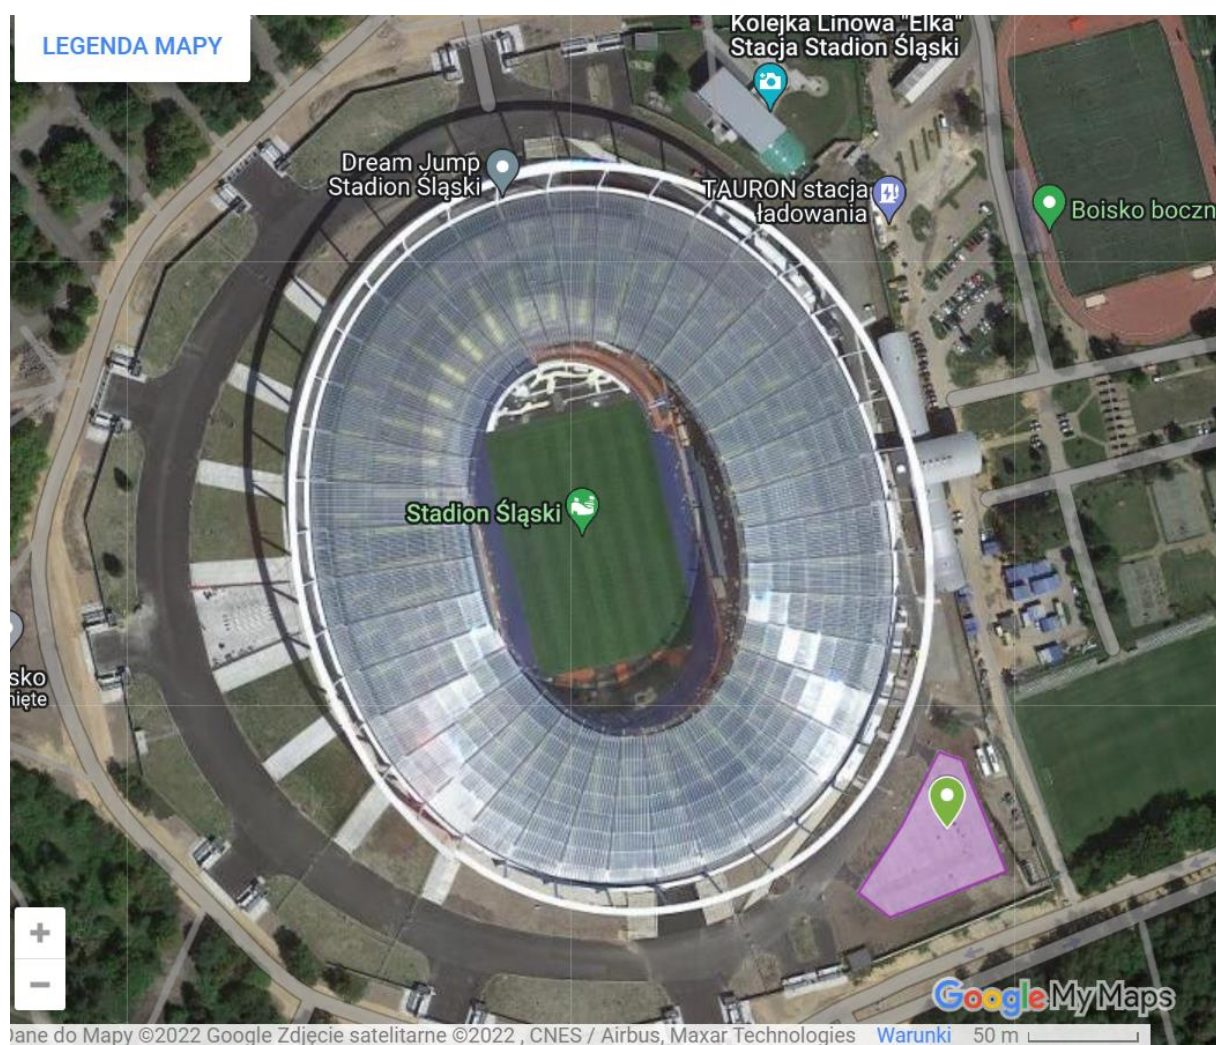 LEGENDA MAPY
Kolejka Linowa "Elka"
Stacja Stadion Śląski
Dream Jump
Stadion Śląski
TAURON stacja
ładowania
Boisko boczn
Stadion Śląski
sko
nięte
Google My Maps
Dane do Mapy ©2022 Google Zdjęcie satelitarne ©2022 , CNES / Airbus, Maxar Technologies Warunki 50 m